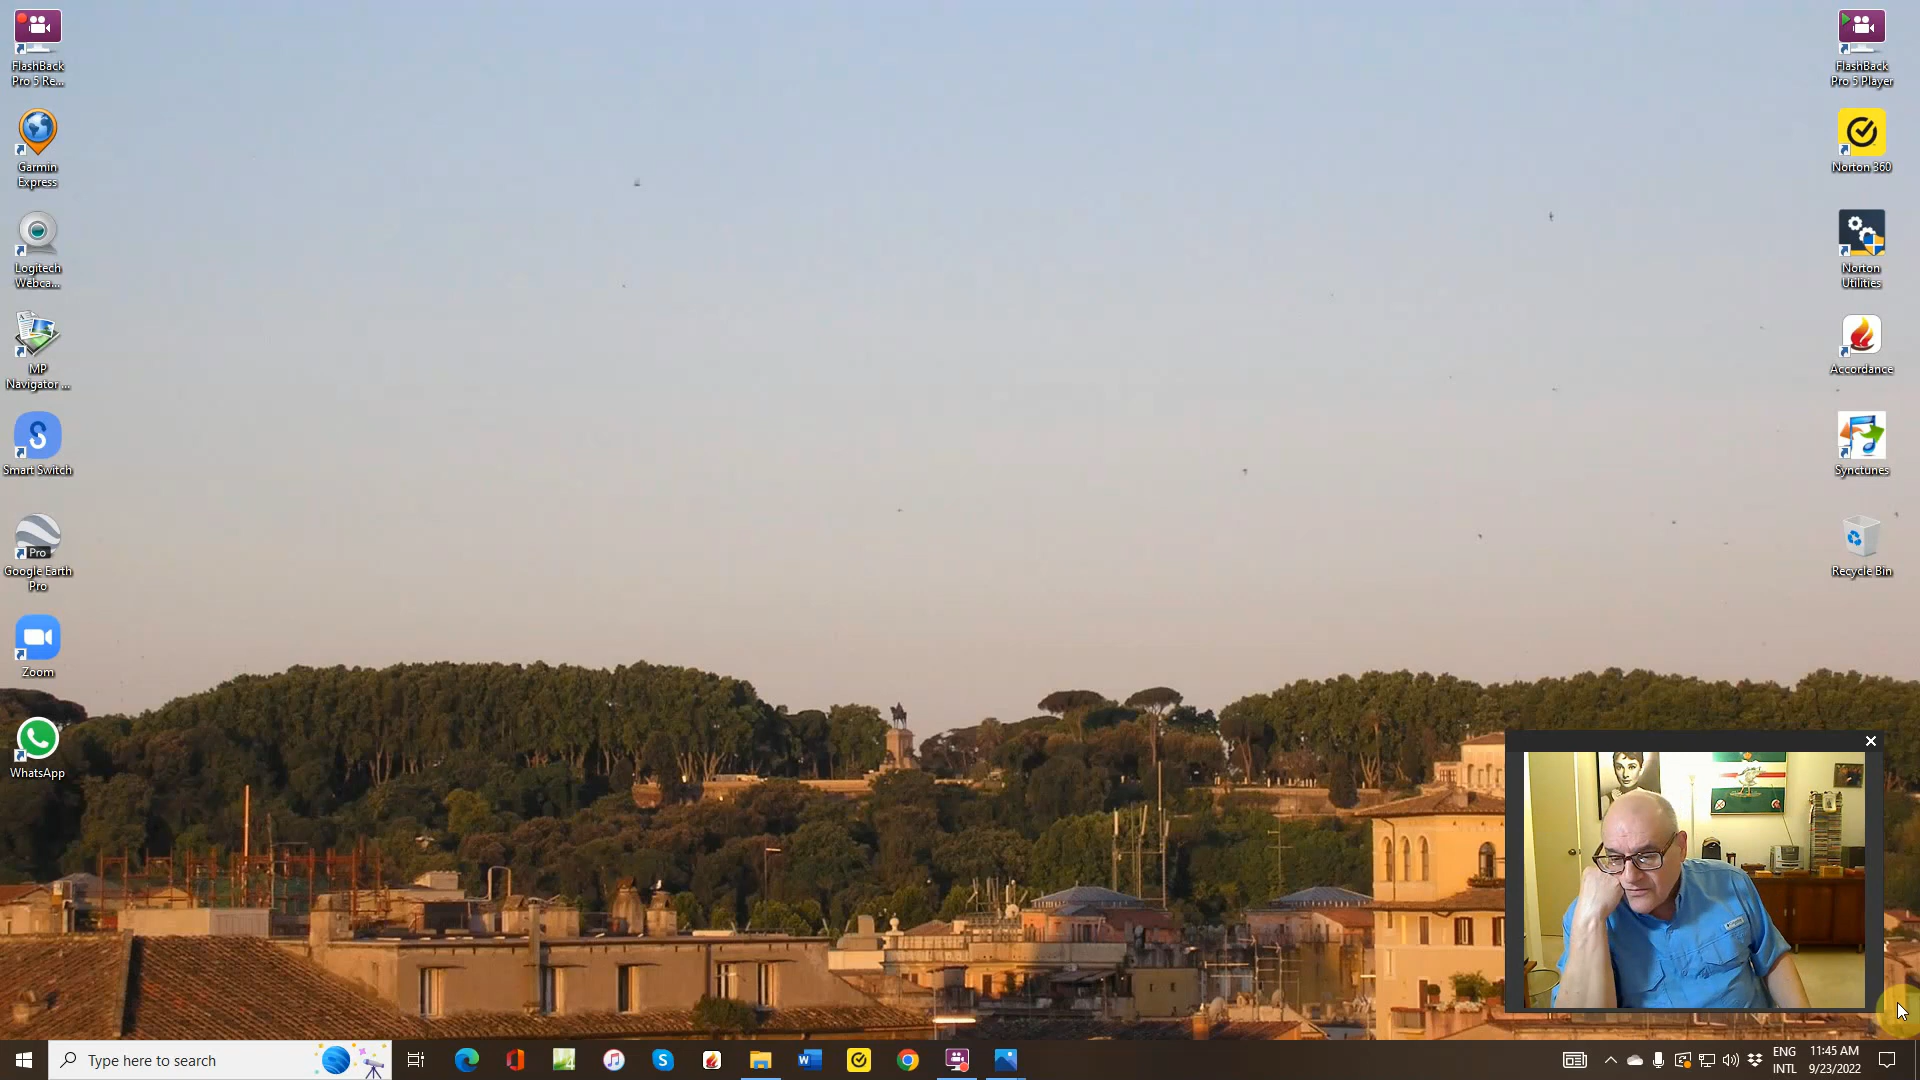 FlashBack
Pro 5 Re...
Garmin
Express
Logitech
Webca...
MP
Navigator ...
Smart Switch
Pro
Google Earth
Pro
Zoom
WhatsApp
FlashBack
Pro 5 Player
Norton 360
Norton
Utilities
Accordance
Synctunes
Recycle Bin
Type here to search
ENG
INTL
11:45 AM
9/23/2022